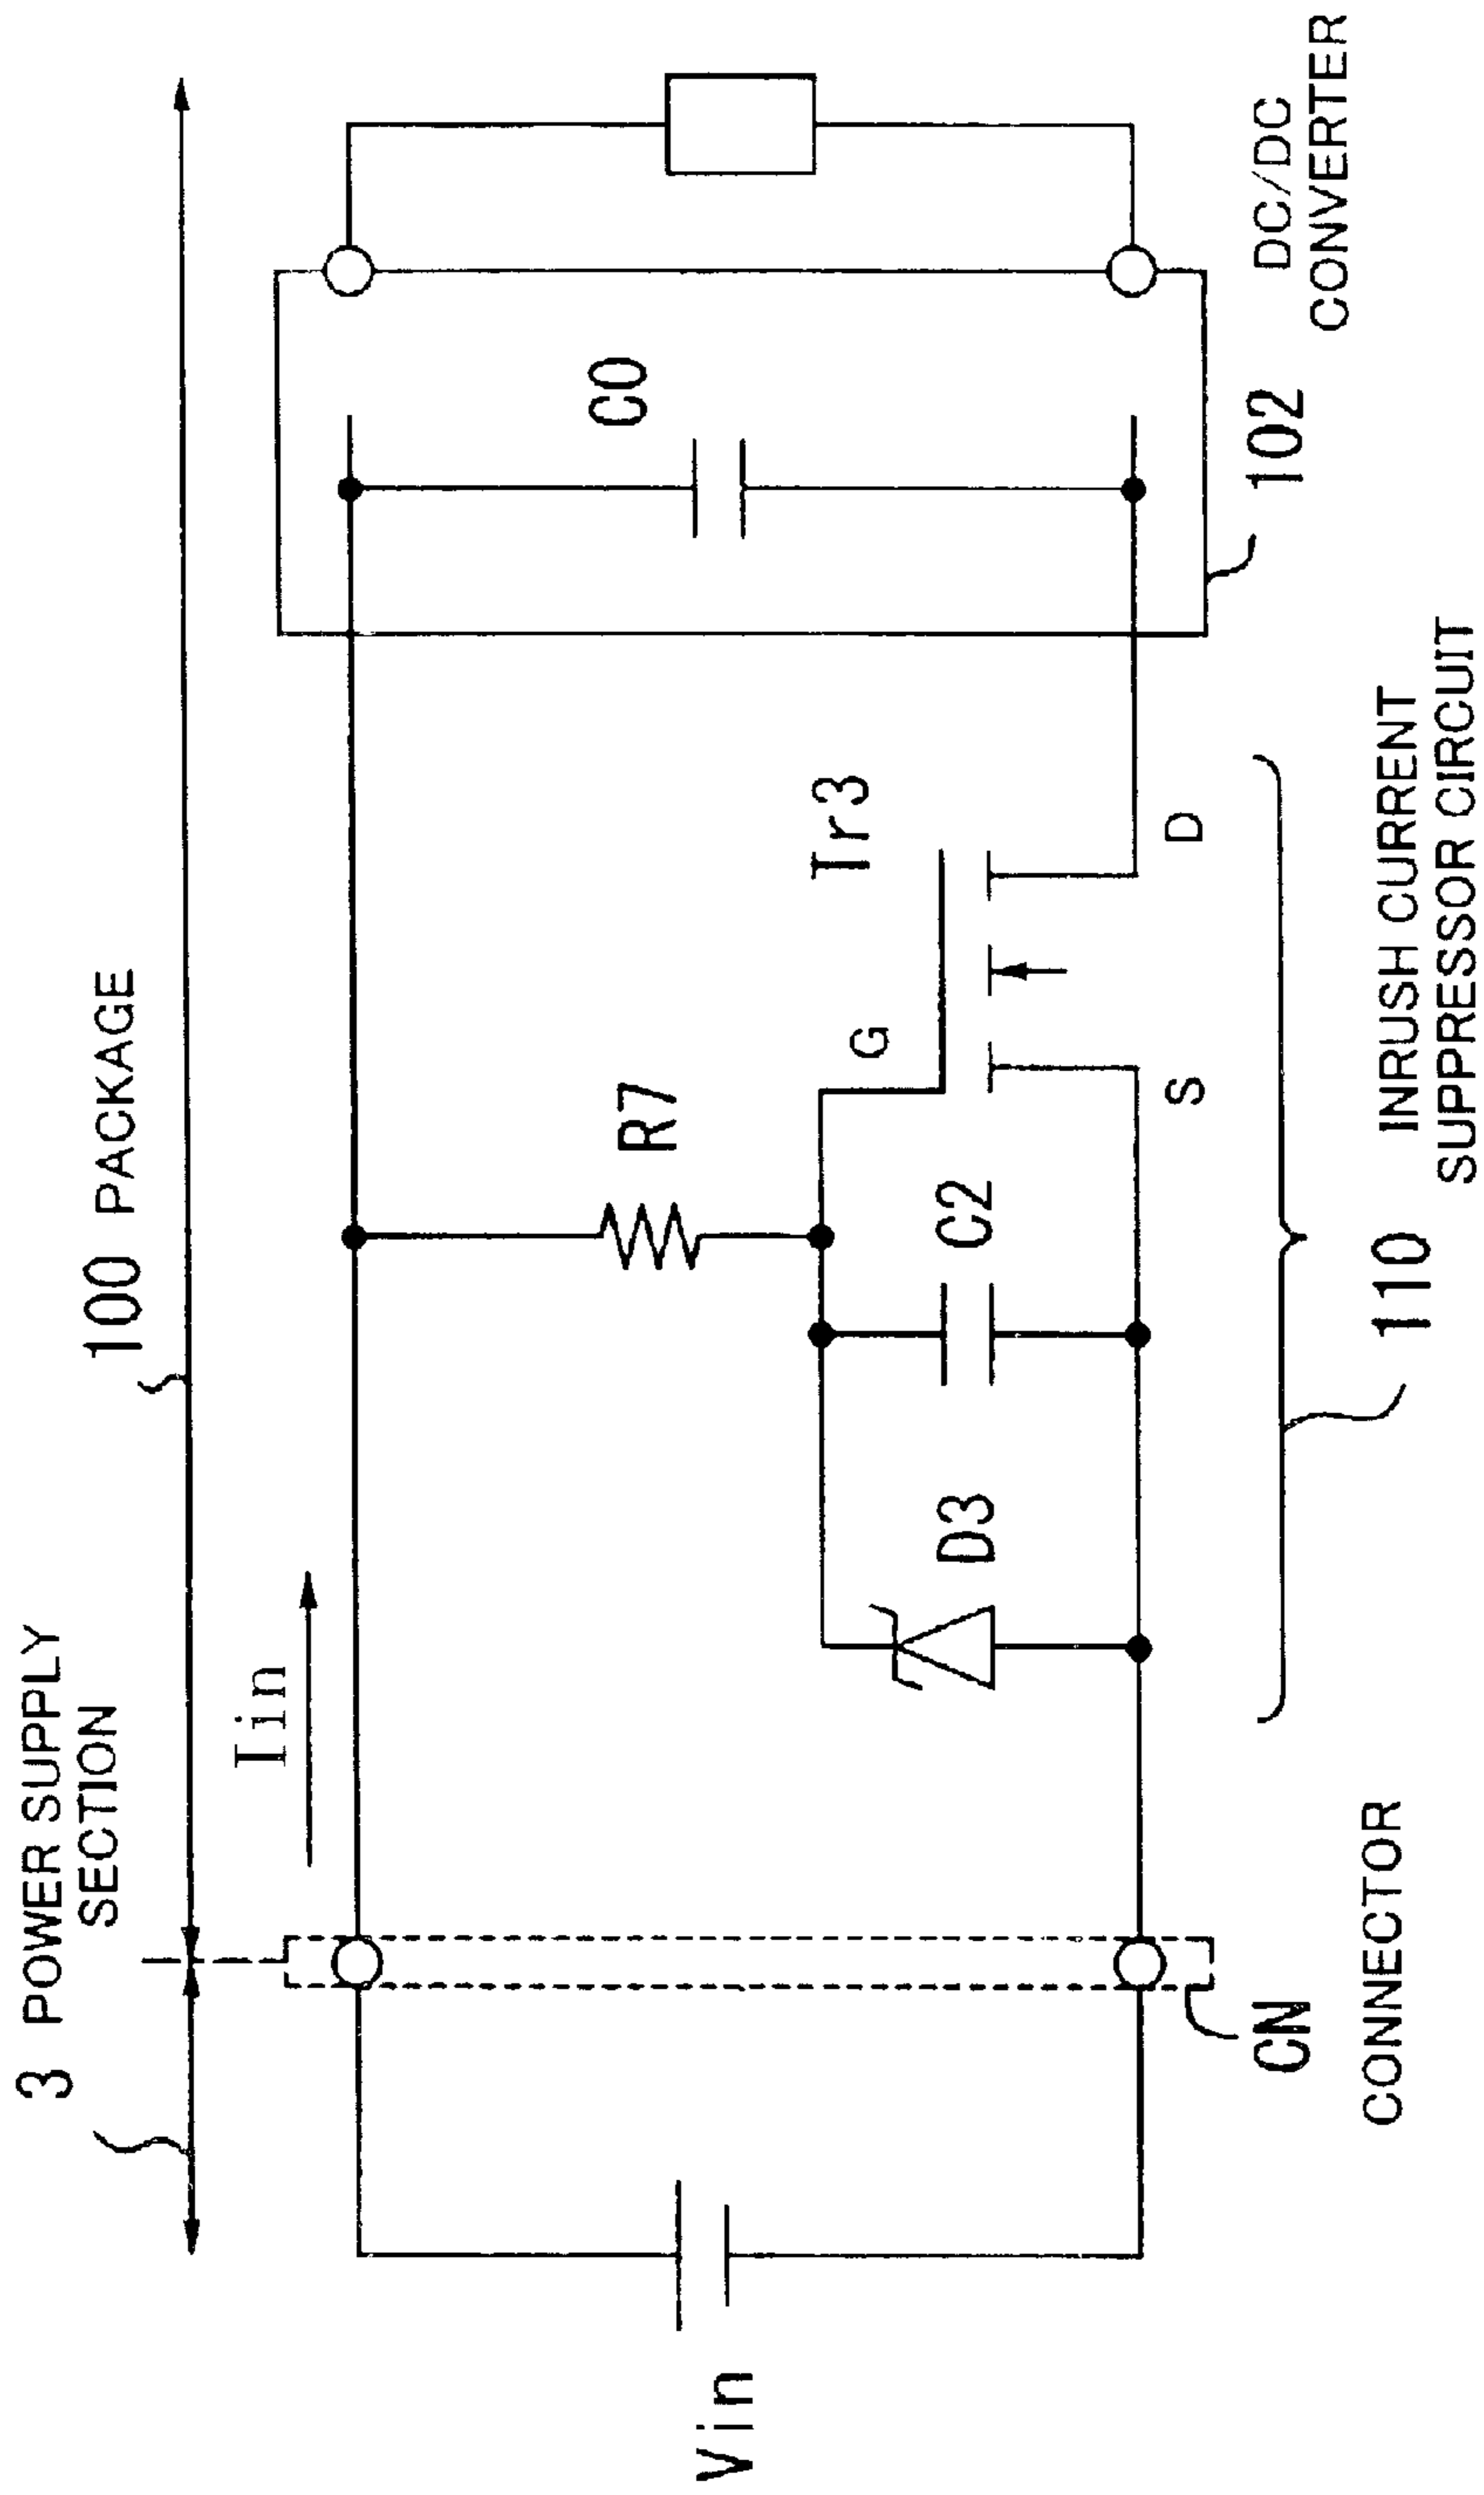 3 POWER SUPPLY
SECTION
100 PACKAGE
Iin
R7
Ir3
C0
G
Vin
D3
C2
S
D
CN
CONNECTOR
110
INRUSH CURRENT
SUPPRESSOR CIRCUIT
102
DC/DC
CONVERTER